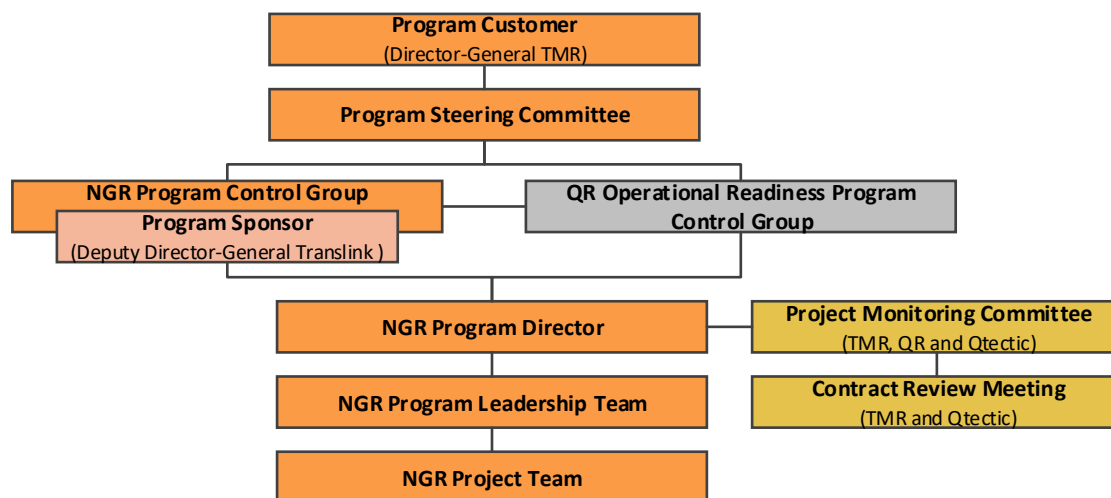 Program Customer
(Director-General TMR)
Program Steering Committee
NGR Program Control Group
Program Sponsor
(Deputy Director-General Translink )
QR Operational Readiness Program
Control Group
NGR Program Director
Project Monitoring Committee
(TMR, QR and Qtectic)
NGR Program Leadership Team
Contract Review Meeting
(TMR and Qtectic)
NGR Project Team